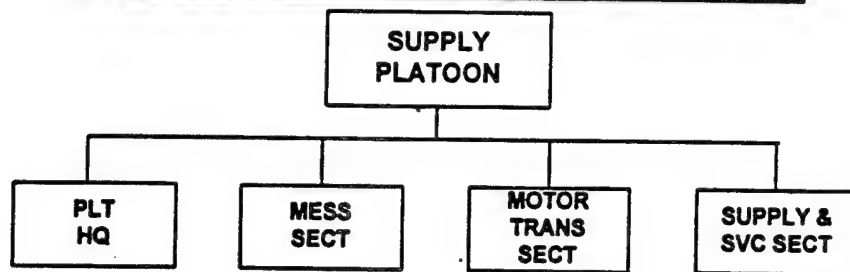 SUPPLY
PLATOON
PLT
HQ
MESS
SECT
MOTOR
TRANS
SECT
SUPPLY &
SVC SECT